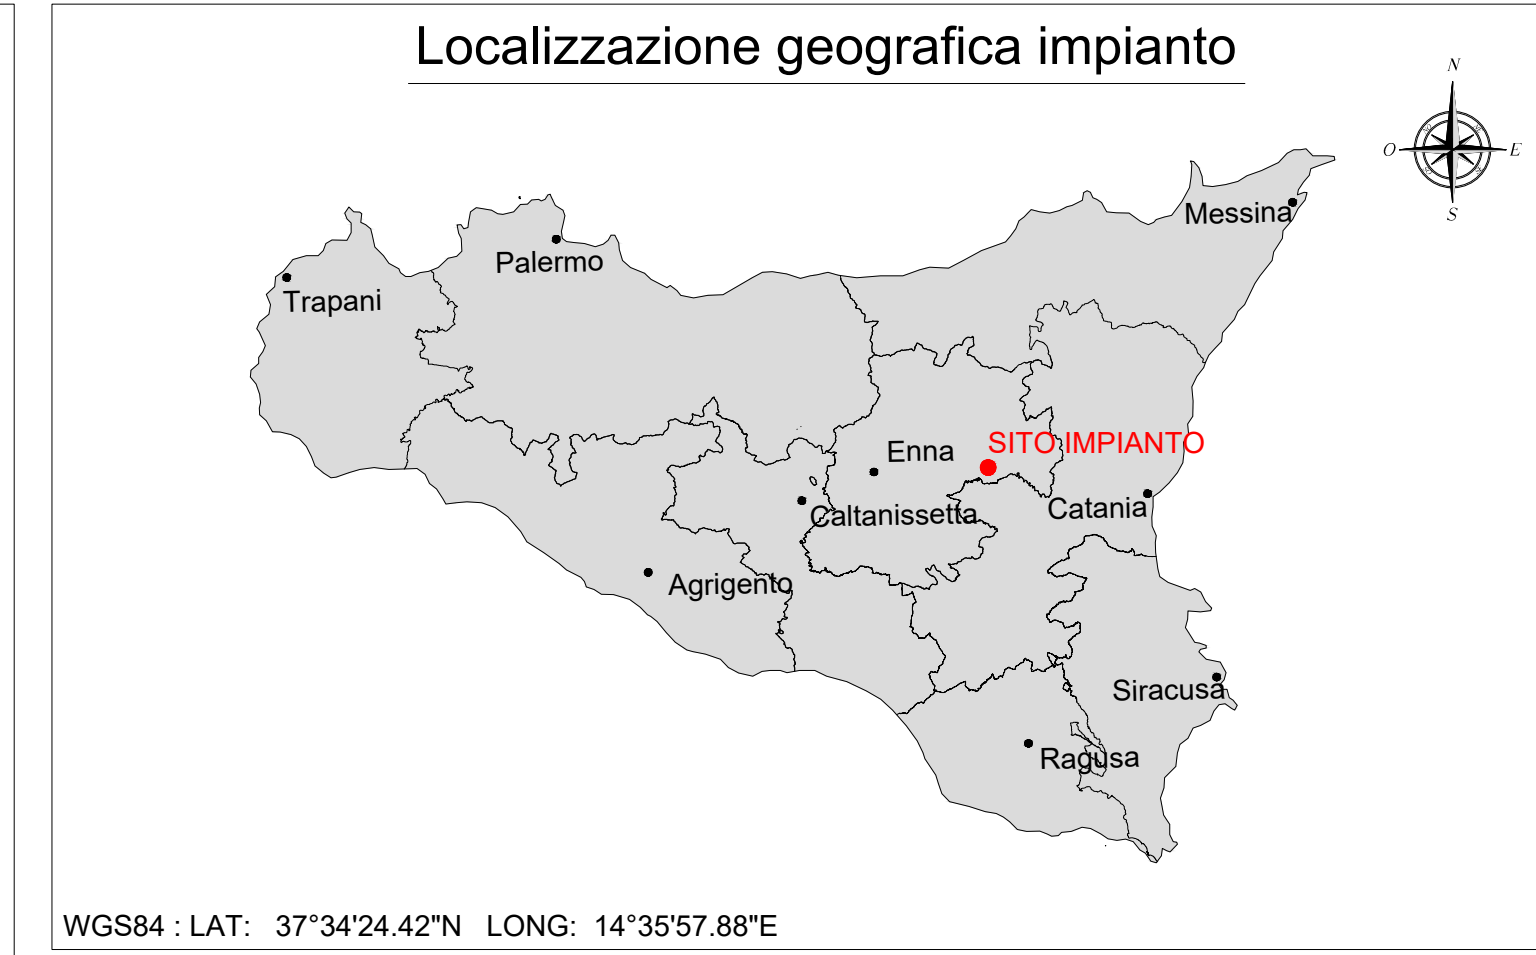 Localizzazione geografica impianto
N
O
E
S
Messina
Palermo
Trapani
SITO IMPIANTO
Enna
Catania
Caltanissetta
Agrigento
Siracusa
Ragusa
WGS84 : LAT: 37°34'24.42"N LONG: 14°35'57.88"E